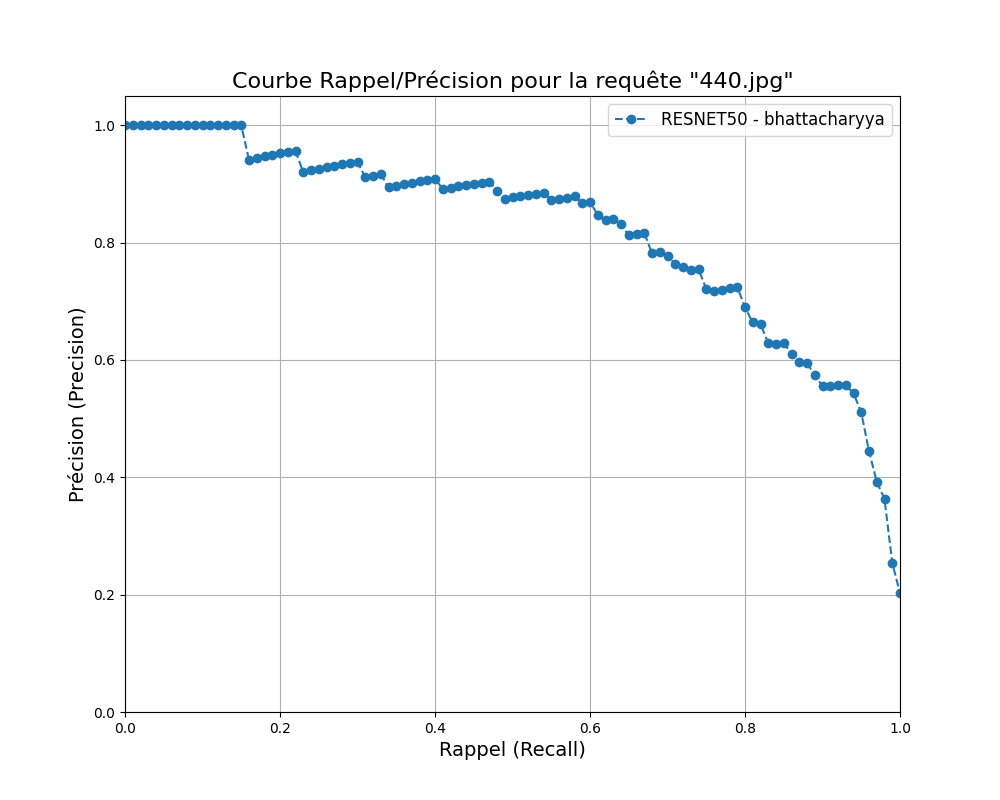 Courbe Rappel/Précision pour la requête "440.jpg"
RESNET50 - bhattacharyya
1.0
0.8
0.6
0.4
0.2
0.0
Précision (Precision)
0.0 0.2 0.4 0.6 0.8 1.0
Rappel (Recall)